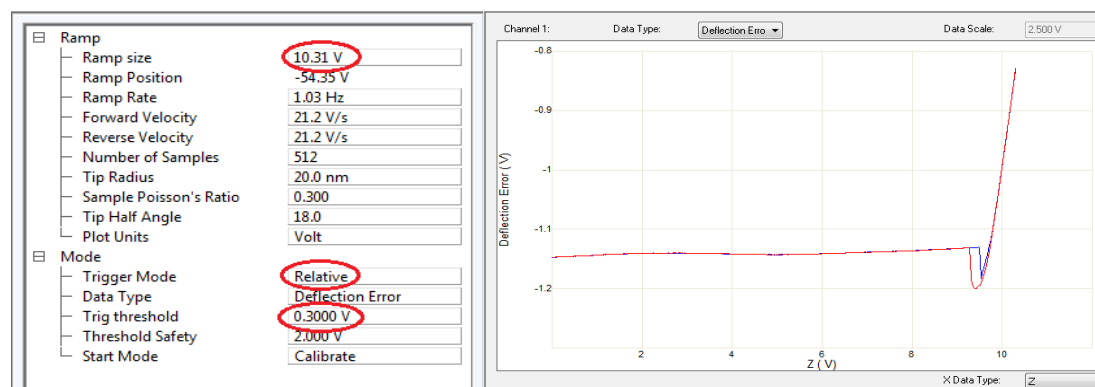 Ramp
Ramp size 10.31 V
Ramp Position -54.35 V
Ramp Rate 1.03 Hz
Forward Velocity 21.2 V/s
Reverse Velocity 21.2 V/s
Number of Samples 512
Tip Radius 20.0 nm
Sample Poisson's Ratio 0.300
Tip Half Angle 18.0
Plot Units Volt
Mode
Trigger Mode Relative
Data Type Deflection Error
Trig threshold 0.3000 V
Threshold Safety 2.000 V
Start Mode Calibrate
Channel 1: Data Type: Deflection Erro Data Scale: 2.500 V
-0.8
-0.9
-1
-1.1
-1.2
Deflection Error ( V )
2 4 6 8 10
Z ( V )
X Data Type: Z